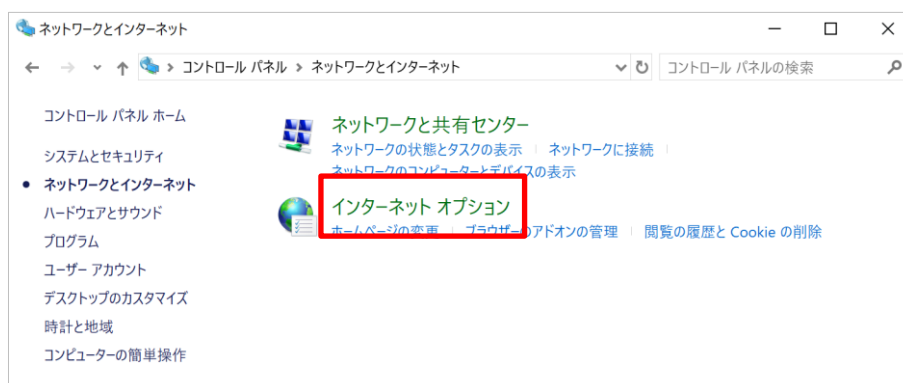 ネットワークとインターネット
コントロール パネル ネットワークとインターネット コントロール パネルの検索
コントロール パネル ホーム
システムとセキュリティ
ネットワークとインターネット
ハードウェアとサウンド
プログラム
ユーザー アカウント
デスクトップのカスタマイズ
時計と地域
コンピューターの簡単操作
ネットワークと共有センター
ネットワークの状態とタスクの表示 ネットワークに接続
ネットワークのコンピューターとデバイスの表示
インターネット オプション
ホームページの変更 ブラウザーのアドオンの管理 閲覧の履歴と Cookie の削除